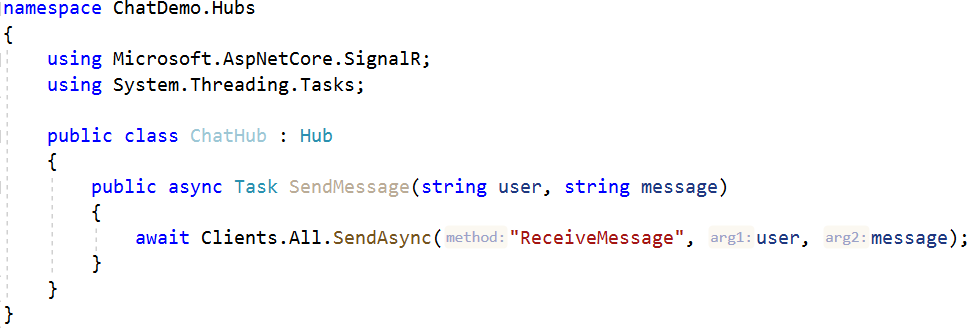 namespace ChatDemo.Hubs
{
    using Microsoft.AspNetCore.SignalR;
    using System.Threading.Tasks;
    public class ChatHub : Hub
    {
        public async Task SendMessage(string user, string message)
        {
            await Clients.All.SendAsync(method:"ReceiveMessage", arg1:user, arg2:message);
        }
    }
}